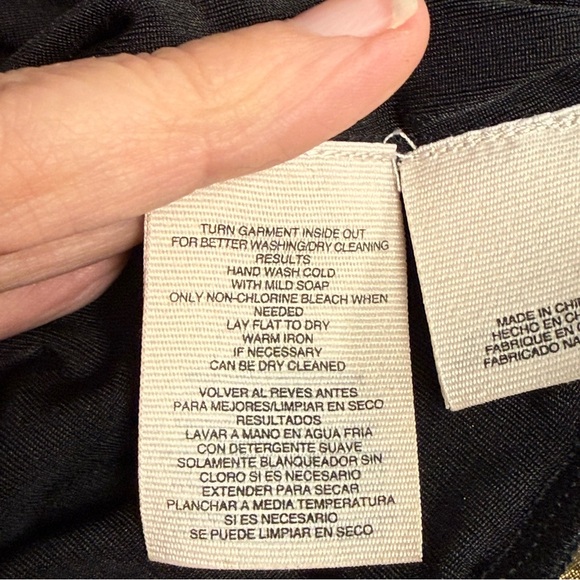 TURN GARMENT INSIDE OUT
FOR BETTER WASHING/DRY CLEANING
RESULTS
HAND WASH COLD
WITH MILD SOAP
ONLY NON-CHLORINE BLEACH WHEN
NEEDED
LAY FLAT TO DRY
WARM IRON
IF NECESSARY
CAN BE DRY CLEANED
VOLVER AL REVES ANTES
PARA MEJORES/LIMPIAR EN SECO
RESULTADOS
LAVAR A MANO EN AGUA FRIA
CON DETERGENTE SUAVE
SOLAMENTE BLANQUEADOR SIN
CLORO SI ES NECESARIO
EXTENDER PARA SECAR
PLANCHAR A MEDIA TEMPERATURA
SI ES NECESARIO
SE PUEDE LIMPIAR EN SECO
MADE IN
HECHO EN
FABRIQUE EN
FABRICADO